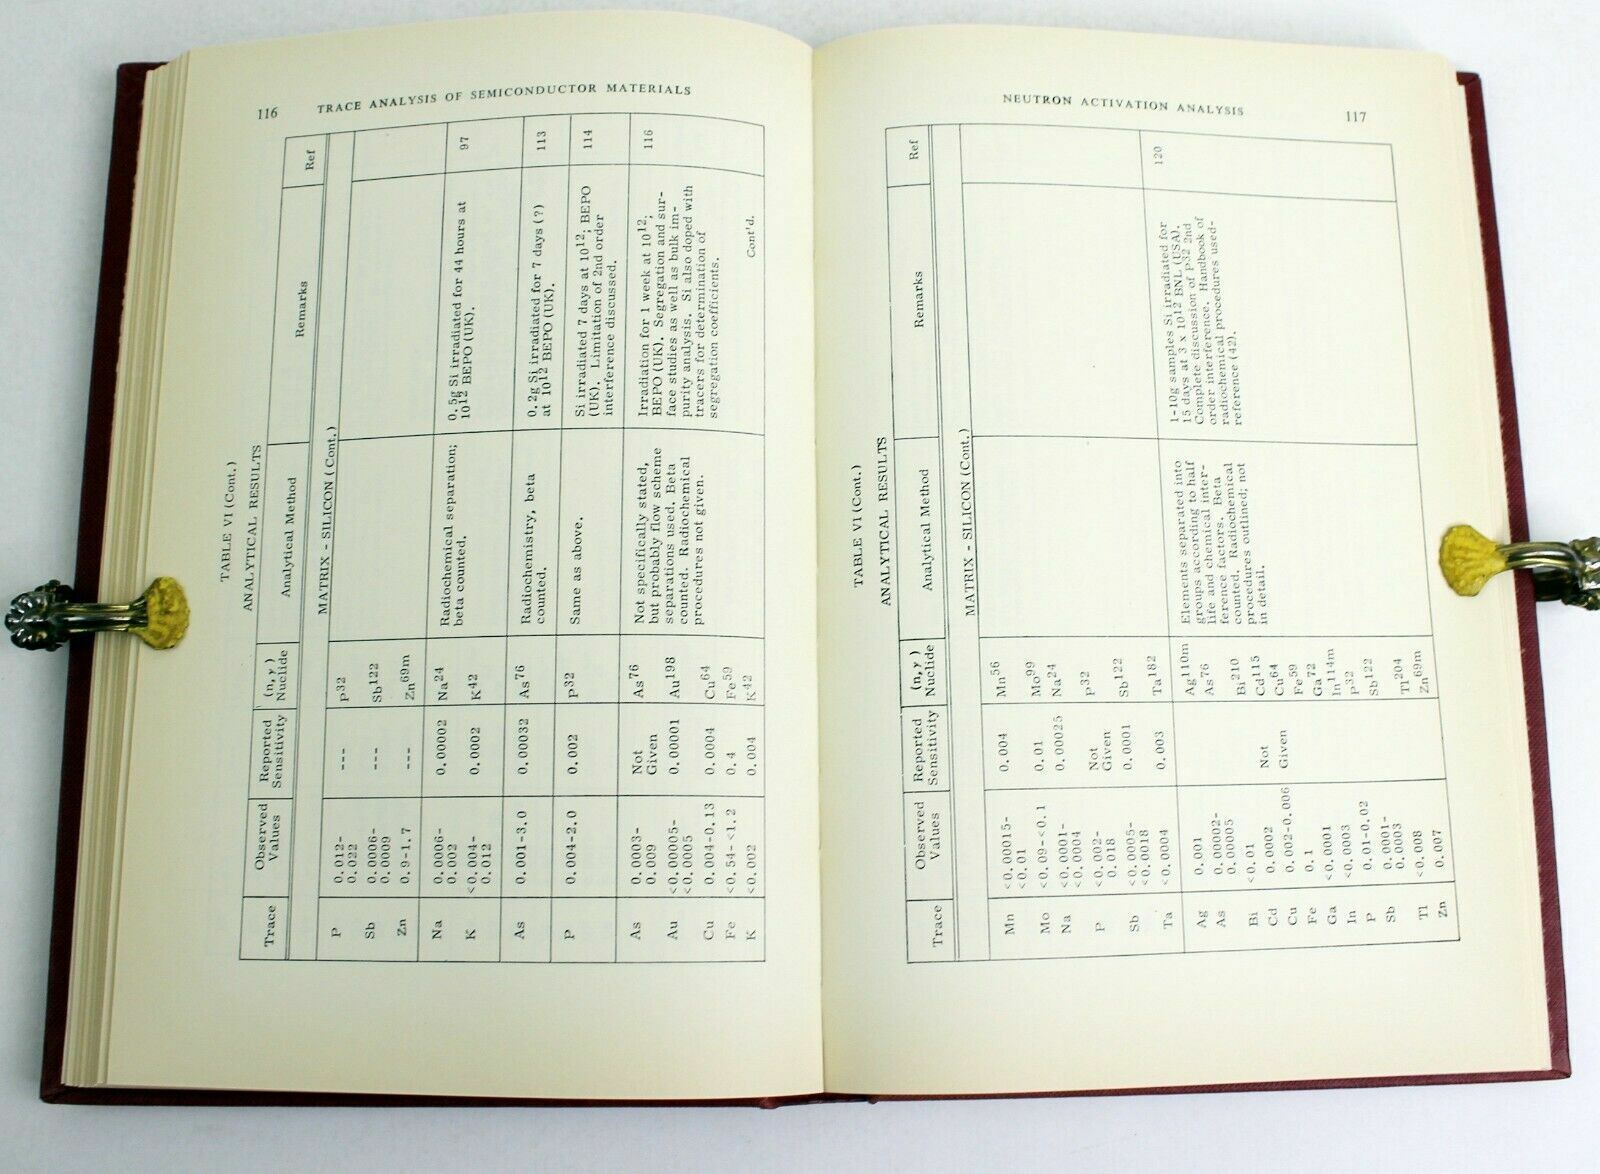 116 TRACE ANALYSIS OF SEMICONDUCTOR MATERIALS
TABLE VI (Cont.)
ANALYTICAL RESULTS
Trace Observed Values Reported Sensitivity (n,γ) Nuclide Analytical Method Remarks Ref
MATRIX - SILICON (Cont.)
P 0.012-0.022 --- P32
Sb 0.0006-0.0009 --- Sb122
Zn 0.9-1.7 --- Zn69m
Na 0.0006-0.002 0.00002 Na24 Radiochemical separation; 0.5g Si irradiated for 44 hours at 97
K <0.004-0.012 0.0002 K42 beta counted. 1012 BEPO (UK).
As 0.001-3.0 0.00032 As76 Radiochemistry, beta 0.2g Si irradiated for 7 days (?) 113
counted. at 1012 BEPO (UK).
P 0.004-2.0 0.002 P32 Same as above. Si irradiated 7 days at 1012; BEPO 114
(UK). Limitation of 2nd order
interference discussed.
As 0.0003-0.009 Not Given As76 Not specifically stated, Irradiation for 1 week at 1012; 116
but probably flow scheme BEPO (UK). Segregation and sur-
Au <0.00005-<0.0005 0.00001 Au198 separations used. Beta face studies as well as bulk im-
counted. Radiochemical purity analysis. Si also doped with
Cu 0.004-0.13 0.0004 Cu64 procedures not given. tracers for determination of
segregation coefficients.
Fe <0.54-<1.2 0.4 Fe59
K <0.002 0.004 K42 Cont'd.
NEUTRON ACTIVATION ANALYSIS 117
TABLE VI (Cont.)
ANALYTICAL RESULTS
Trace Observed Values Reported Sensitivity (n,γ) Nuclide Analytical Method Remarks Ref
MATRIX - SILICON (Cont.)
Mn <0.00015-<0.01 0.004 Mn56
Mo <0.09-<0.1 0.01 Mo99
Na <0.0001-<0.0004 0.00025 Na24
P <0.002-0.018 Not Given P32
Sb <0.0005-<0.0018 0.0001 Sb122
Ta <0.0004 0.003 Ta182
Ag 0.001 Ag110m Elements separated into 1-10g samples Si irradiated for 120
As 0.00002-0.00005 As76 groups according to half 15 days at 3 x 1012 BNL (USA).
life and chemical inter- Complete discussion of P32 2nd
Bi <0.01 Bi210 ference factors. Beta order interference. Handbook of
Cd 0.0002 Not Cd115 counted. Radiochemical radiochemical procedures used-
Cu 0.002-0.006 Given Cu64 procedures outlined; not reference (42).
Fe 0.1 Fe59 in detail.
Ga <0.0001 Ga72
In <0.0003 In114m
P 0.01-0.02 P32
Sb 0.0001-0.0003 Sb122
Tl <0.008 Tl204
Zn 0.007 Zn69m